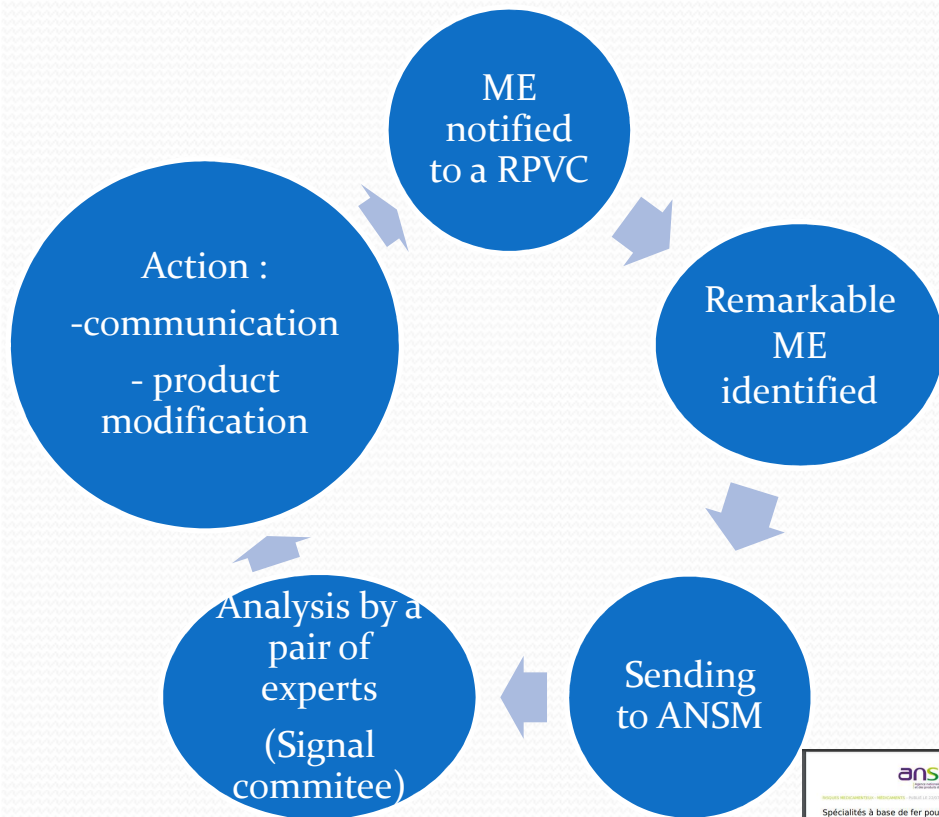 ME
notified
to a RPVC
Remarkable
ME
identified
Sending
to ANSM
Analysis by a
pair of
experts
(Signal
commitee)
Action :
-communication
- product
modification
ans
Spécialités à base de fer pou